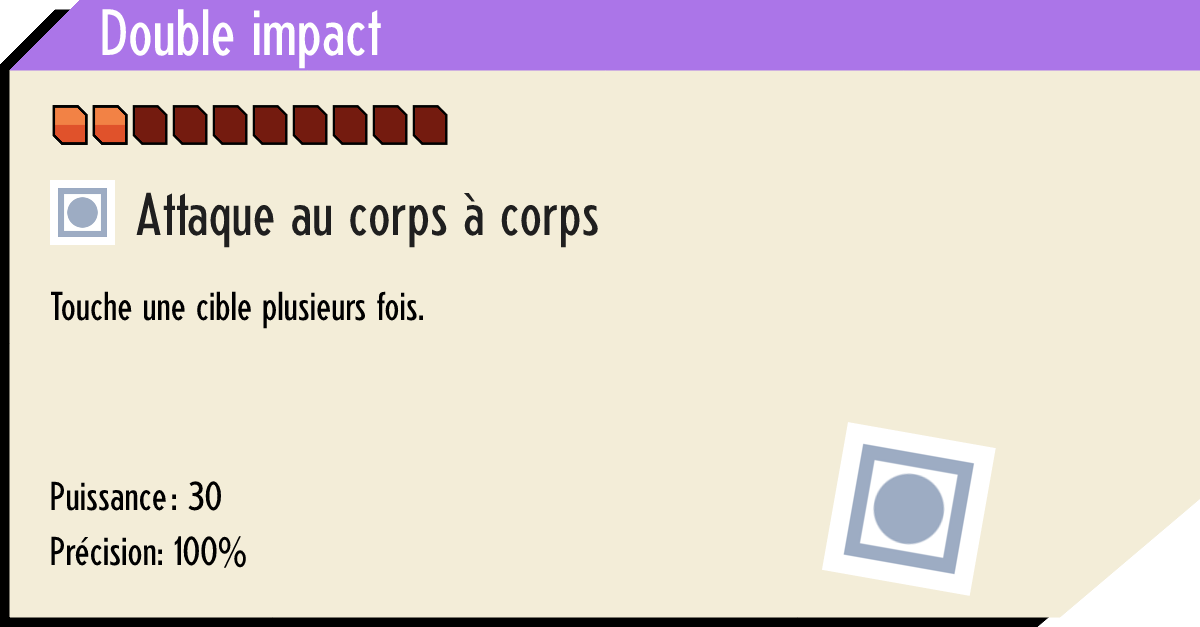 Double impact
Attaque au corps à corps
Touche une cible plusieurs fois.
Puissance : 30
Précision: 100%